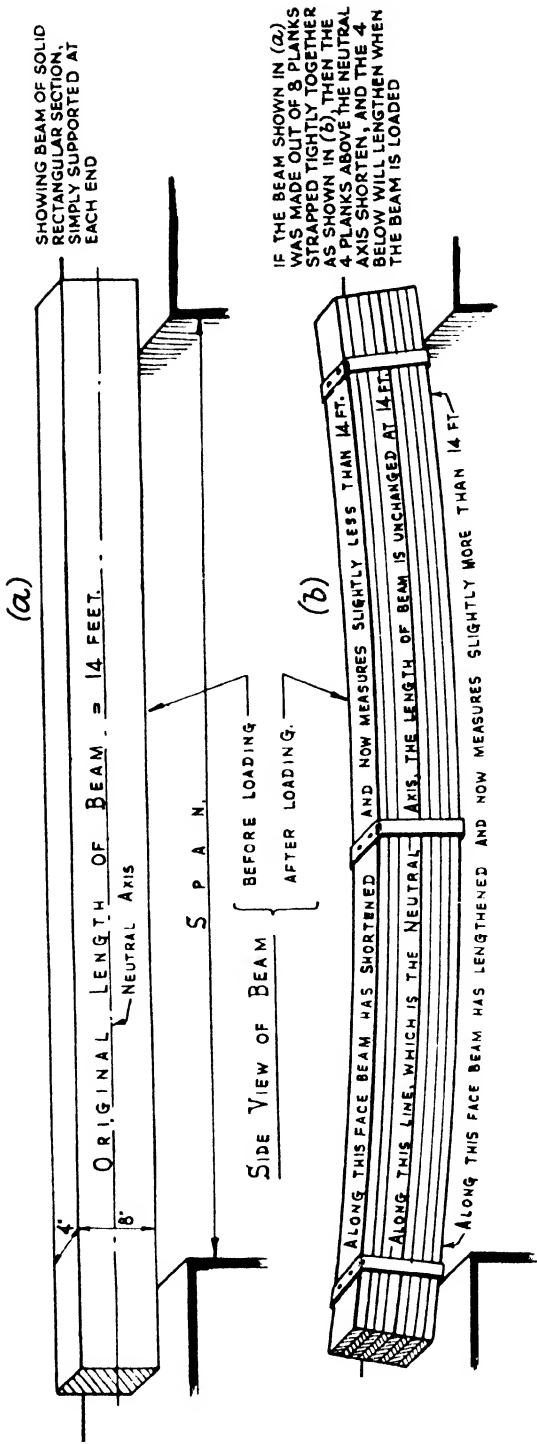 (a)
SHOWING BEAM OF SOLID
RECTANGULAR SECTION,
SIMPLY SUPPORTED AT
EACH END
4"
8"
ORIGINAL LENGTH OF BEAM. = 14 FEET.
NEUTRAL AXIS
SPAN.
SIDE VIEW OF BEAM
BEFORE LOADING
AFTER LOADING.
(b)
IF THE BEAM SHOWN IN (a)
WAS MADE OUT OF 8 PLANKS
STRAPPED TIGHTLY TOGETHER
AS SHOWN IN (b), THEN THE
4 PLANKS ABOVE THE NEUTRAL
AXIS SHORTEN, AND THE 4
BELOW WILL LENGTHEN WHEN
THE BEAM IS LOADED
ALONG THIS FACE BEAM HAS SHORTENED AND NOW MEASURES SLIGHTLY LESS THAN 14 FT.
ALONG THIS LINE, WHICH IS THE NEUTRAL AXIS, THE LENGTH OF BEAM IS UNCHANGED AT 14 FT.
ALONG THIS FACE BEAM HAS LENGTHENED AND NOW MEASURES SLIGHTLY MORE THAN 14 FT